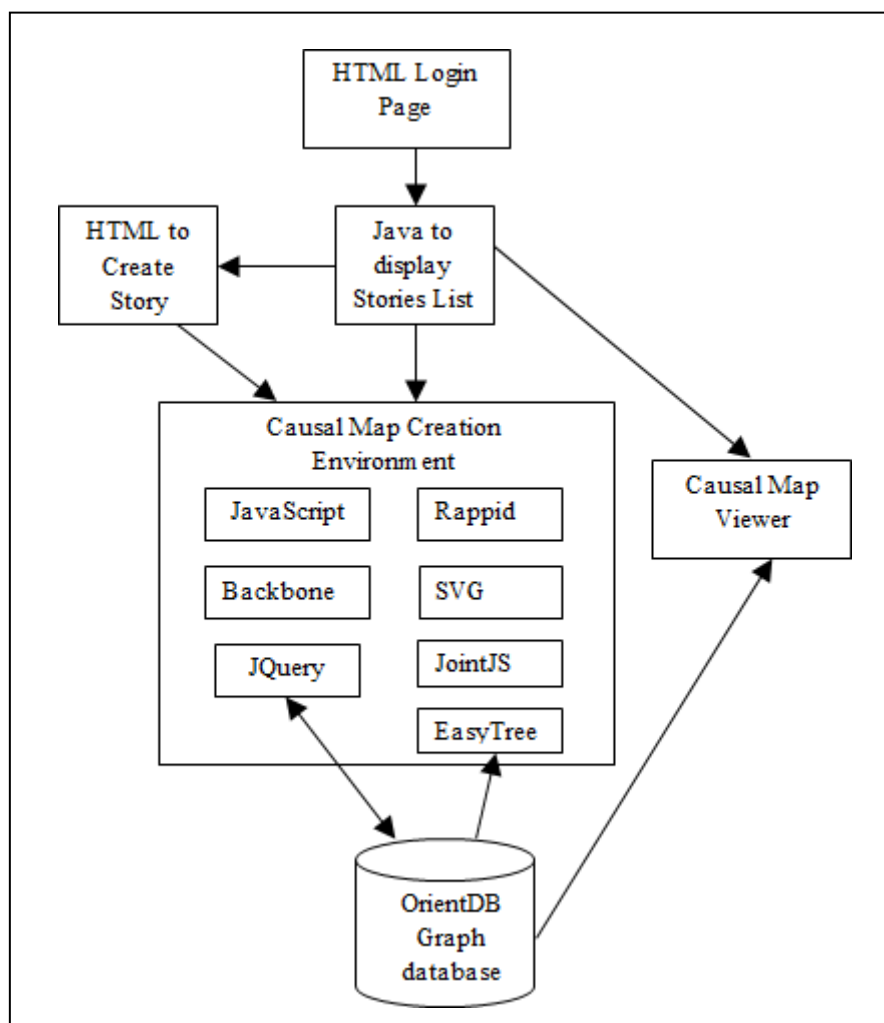 HTML Login
Page
HTML to
Create
Story
Java to
display
Stories List
Causal Map Creation
Environment
JavaScript
Rappid
Backbone
SVG
JQuery
JointJS
EasyTree
Causal Map
Viewer
OrientDB
Graph
database